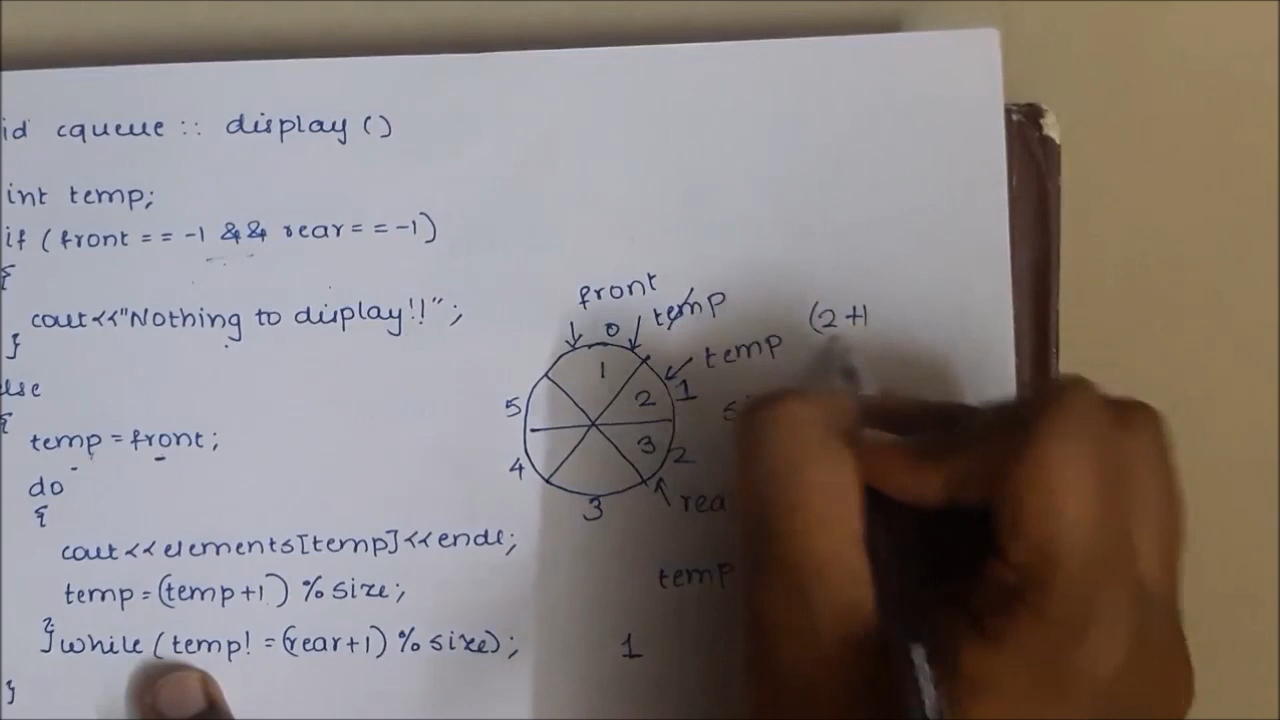 id cqueue :: display ()
int temp;
if (front == -1 && rear == -1)
{
cout<<"Nothing to display!!";
}
lse
{
temp = front;
do
{
cout<<elements[temp]<<endl;
temp=(temp+1) % size;
}while (temp! = (rear+1) % size);
}
front
temp
temp (2+1
0
1
1
2
5
3
2
4
3
rea
temp
1